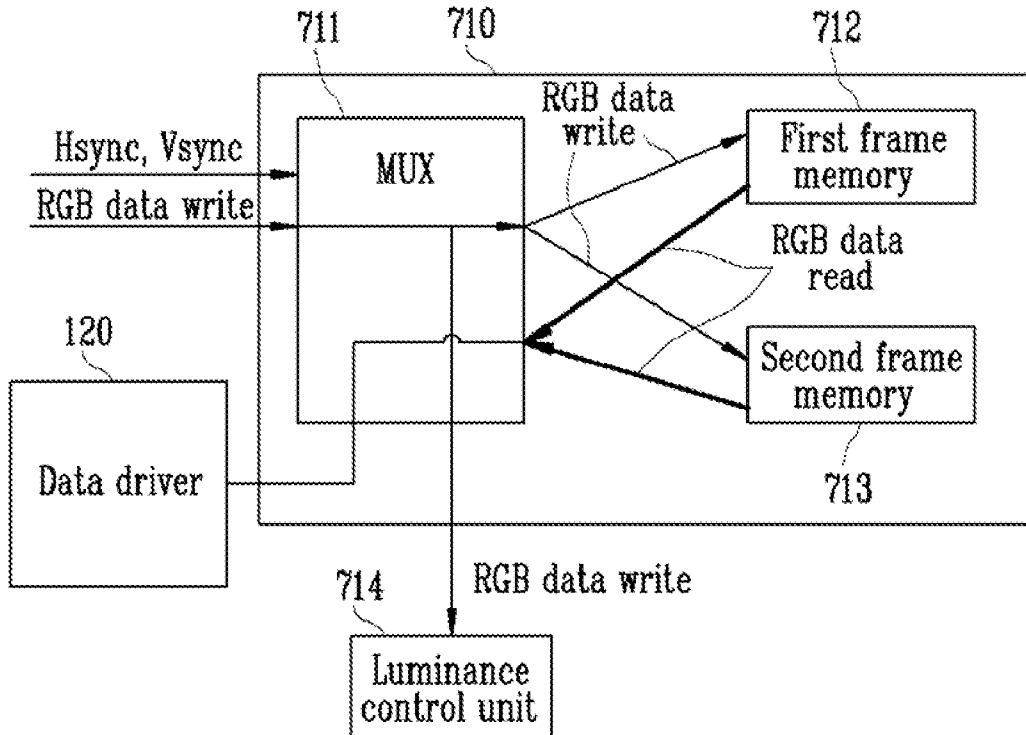 711
710
712
RGB data
write
First frame
memory
Hsync, Vsync
MUX
RGB data write
RGB data
read
120
Second frame
memory
Data driver
713
RGB data write
714
Luminance
control unit